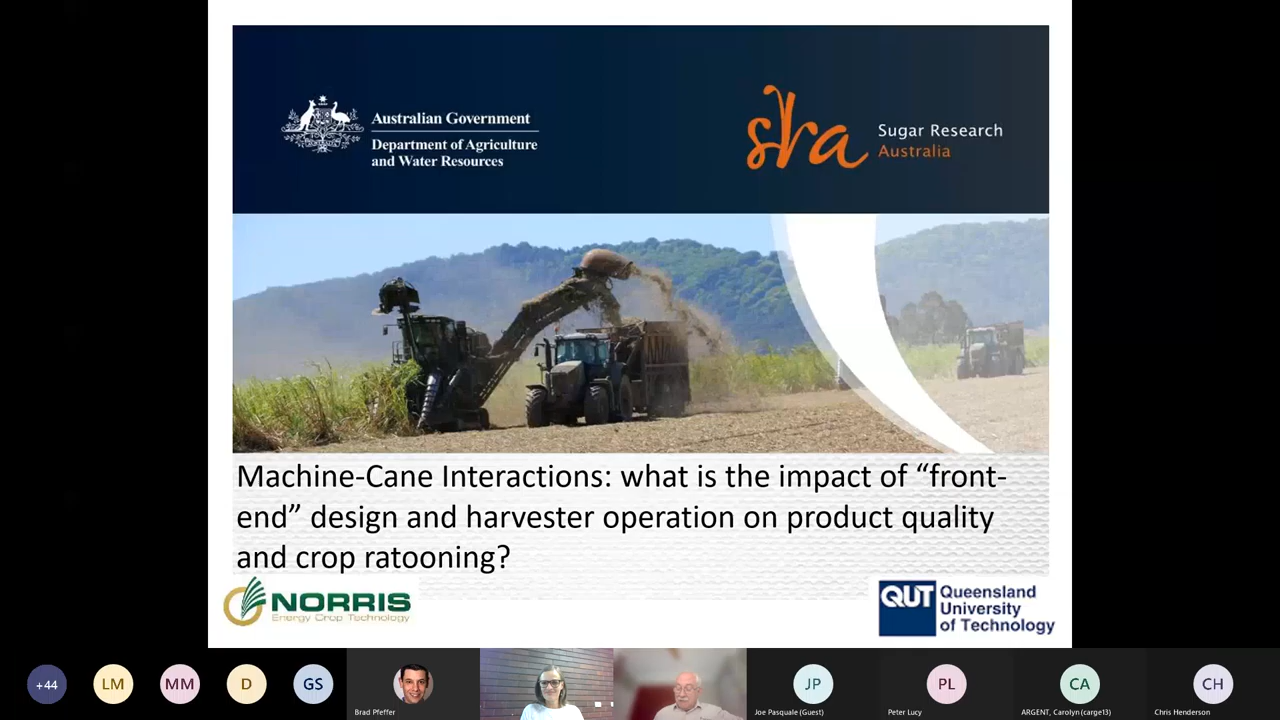 Australian Government
Department of Agriculture
and Water Resources
sra
Sugar Research
Australia
Machine-Cane Interactions: what is the impact of “front-
end” design and harvester operation on product quality
and crop ratooning?
NORRIS
Energy Crop Technology
QUT
Queensland
University
of Technology
+44
LM
MM
D
GS
Brad Pfeffer
JP
Joe Pasquale (Guest)
PL
Peter Lucy
CA
ARGENT, Carolyn (carge13)
CH
Chris Henderson